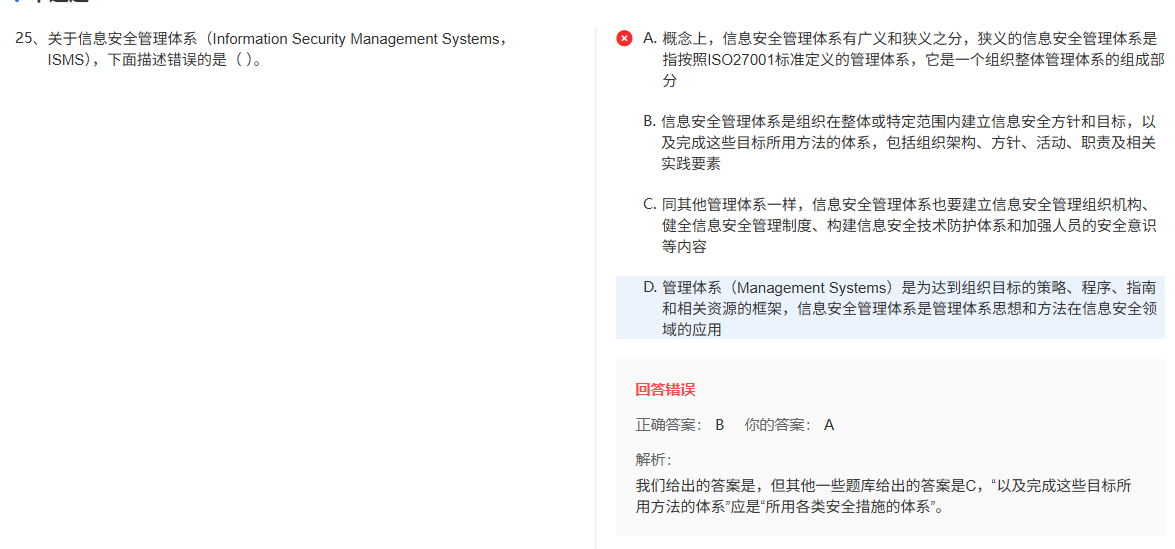 25、关于信息安全管理体系（Information Security Management Systems，
ISMS），下面描述错误的是（ ）。
A. 概念上，信息安全管理体系有广义和狭义之分，狭义的信息安全管理体系是
指按照ISO27001标准定义的管理体系，它是一个组织整体管理体系的组成部
分
B. 信息安全管理体系是组织在整体或特定范围内建立信息安全方针和目标，以
及完成这些目标所用方法的体系，包括组织架构、方针、活动、职责及相关
实践要素
C. 同其他管理体系一样，信息安全管理体系也要建立信息安全管理组织机构、
健全信息安全管理制度、构建信息安全技术防护体系和加强人员的安全意识
等内容
D. 管理体系（Management Systems）是为达到组织目标的策略、程序、指南
和相关资源的框架，信息安全管理体系是管理体系思想和方法在信息安全领
域的应用
回答错误
正确答案： B 你的答案： A
解析：
我们给出的答案是，但其他一些题库给出的答案是C，“以及完成这些目标所
用方法的体系”应是“所用各类安全措施的体系”。